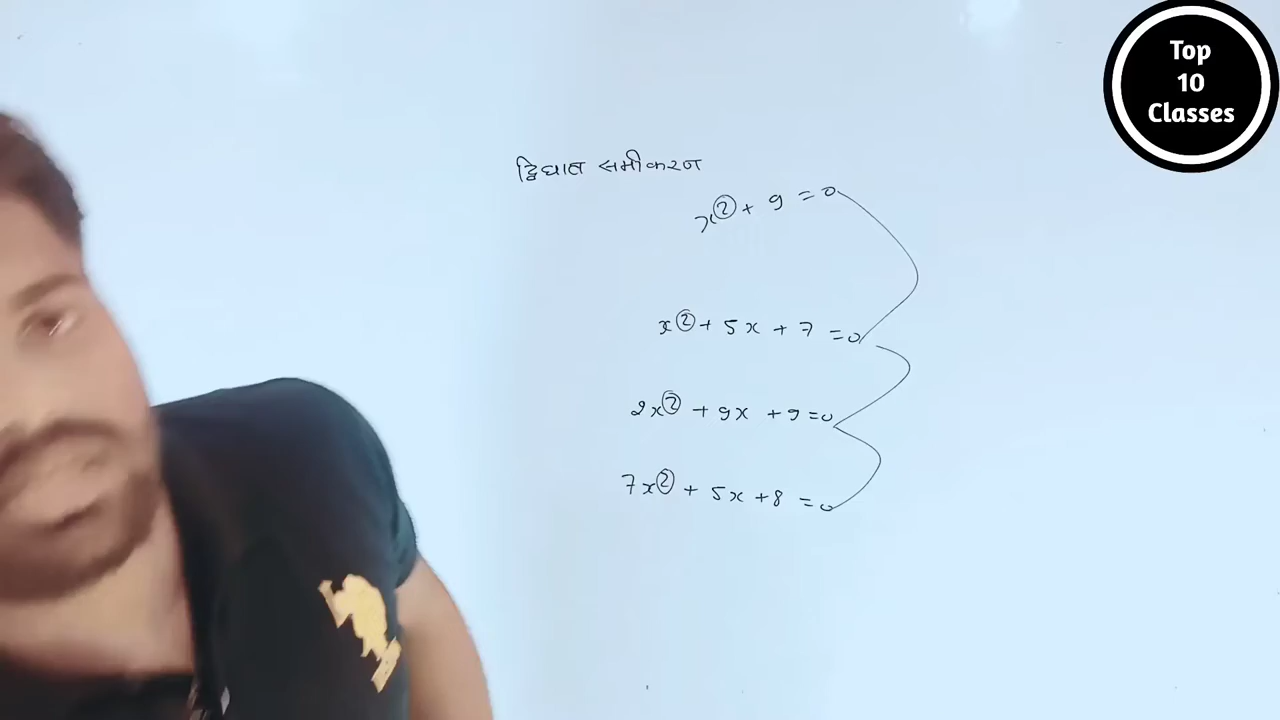 Top
10
Classes
द्विघात समीकरण
x² + 9 = 0
x² + 5x + 7 = 0
2x² + 9x + 9 = 0
7x² + 5x + 8 = 0